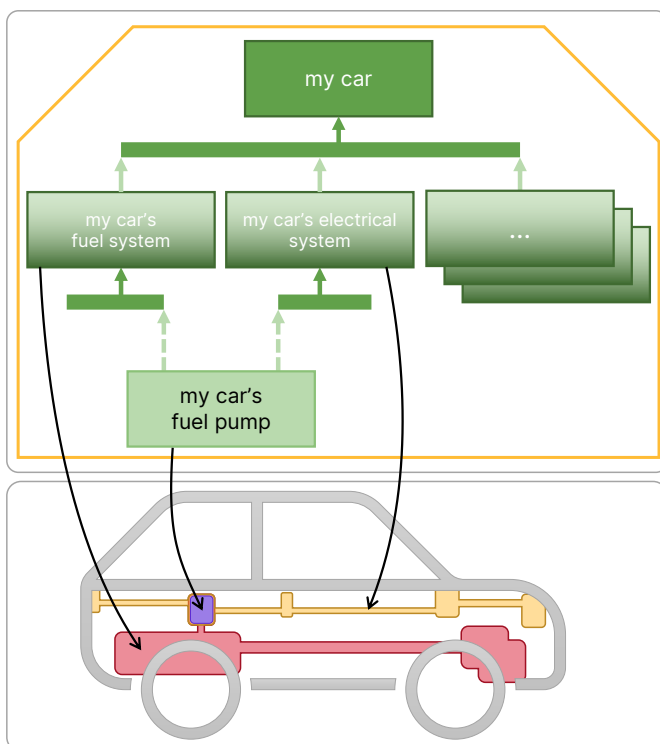 my car
my car’s
fuel system
my car’s electrical
system
...
my car’s
fuel pump